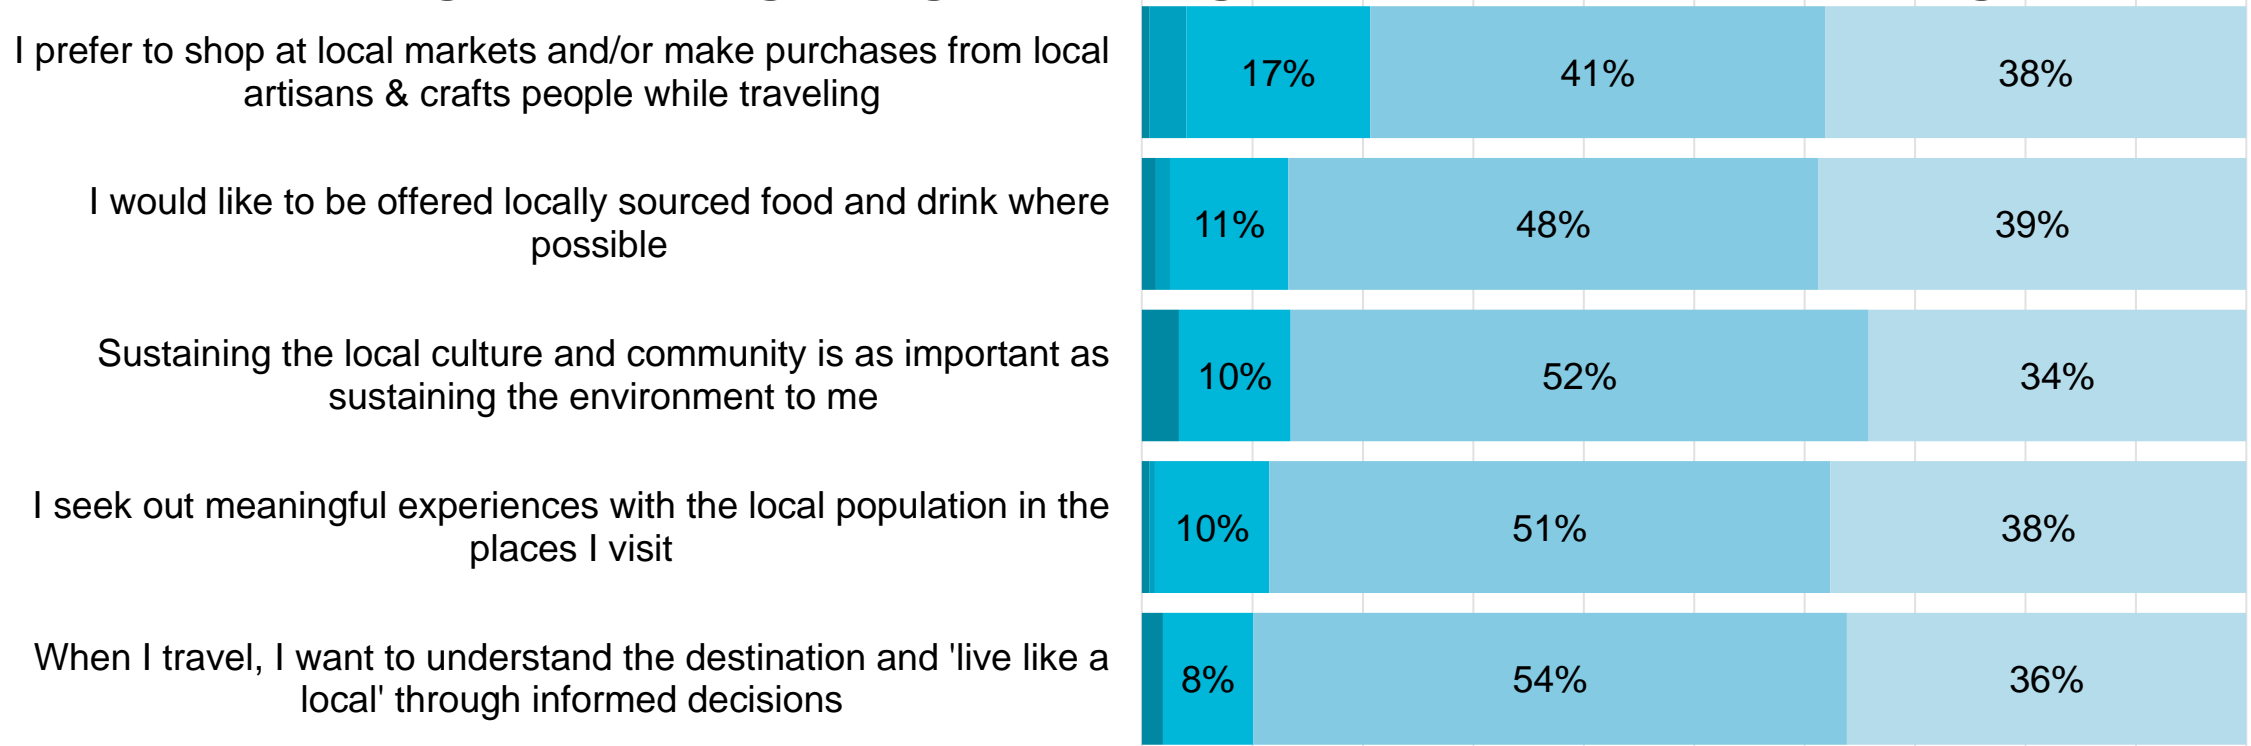 I prefer to shop at local markets and/or make purchases from local
artisans & crafts people while traveling
17% 41% 38%
I would like to be offered locally sourced food and drink where
possible
11% 48% 39%
Sustaining the local culture and community is as important as
sustaining the environment to me
10% 52% 34%
I seek out meaningful experiences with the local population in the
places I visit
10% 51% 38%
When I travel, I want to understand the destination and 'live like a
local' through informed decisions
8% 54% 36%